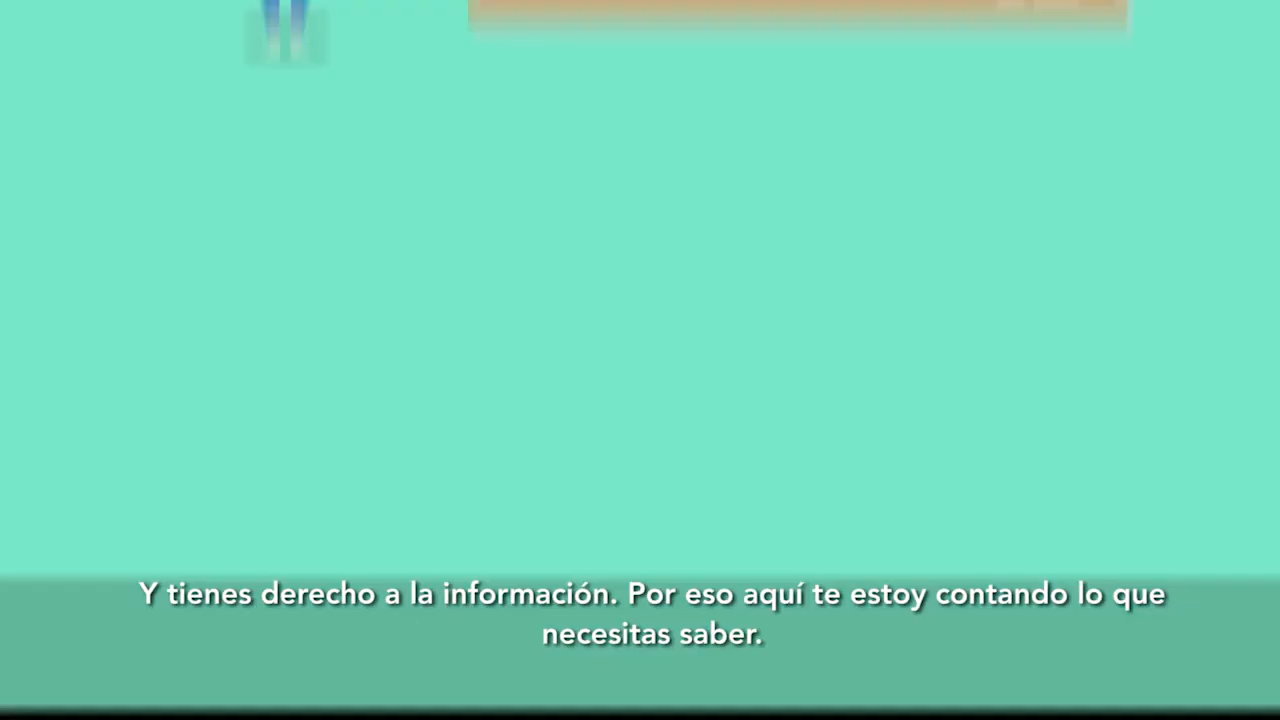 Y tienes derecho a la información. Por eso aquí te estoy contando lo que
necesitas saber.